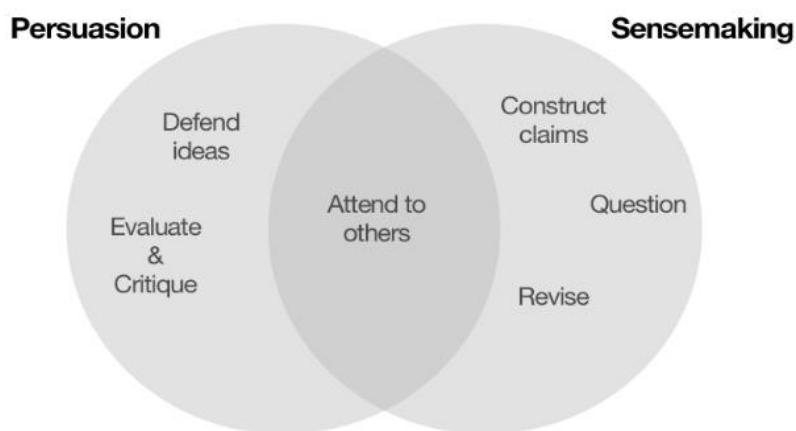 Persuasion
Sensemaking
Defend
ideas
Evaluate
&
Critique
Attend to
others
Construct
claims
Question
Revise